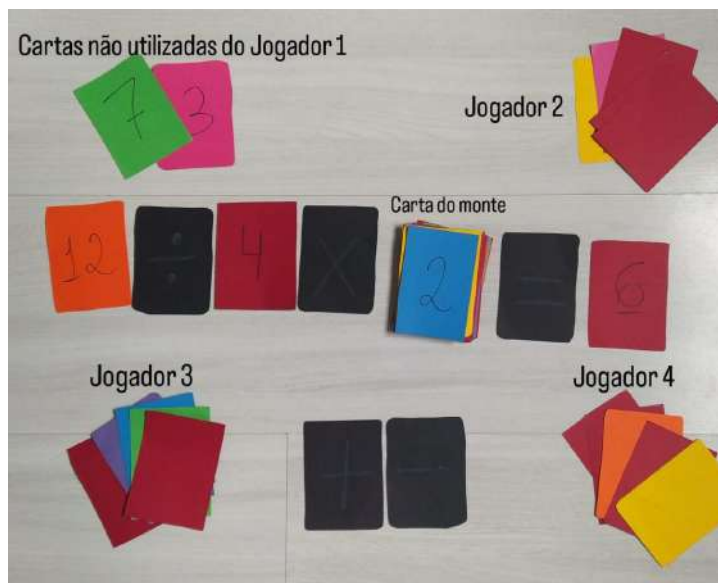 Cartas não utilizadas do Jogador 1
7 3
Jogador 2
Carta do monte
12 ÷ 4 X 2 = 6
Jogador 3
Jogador 4
+ -